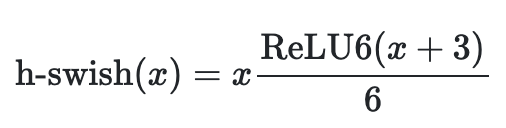 h-swish(x) = x ReLU6(x + 3) / 6